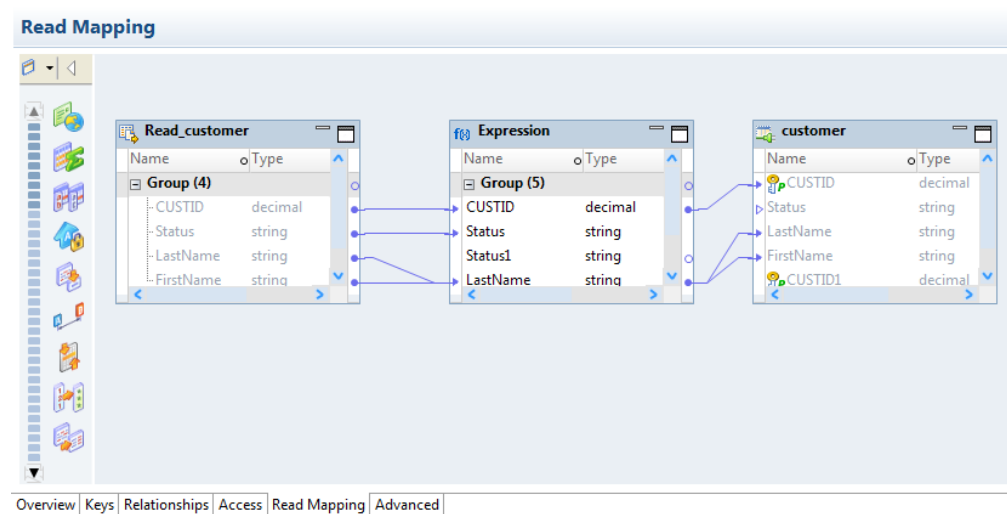 Read Mapping
Read_customer
Name Type
Group (4)
CUSTID decimal
Status string
LastName string
FirstName string
f(x) Expression
Name Type
Group (5)
CUSTID decimal
Status string
Status1 string
LastName string
customer
Name Type
CUSTID decimal
Status string
LastName string
FirstName string
CUSTID1 decimal
Overview Keys Relationships Access Read Mapping Advanced